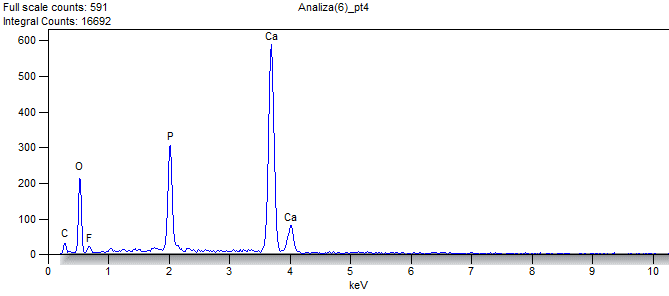 Full scale counts: 591
Analiza(6)_pt4
Integral Counts: 16692
600
500
400
300
200
100
0
Ca
P
O
C
F
Ca
0 1 2 3 4 5 6 7 8 9 10
keV